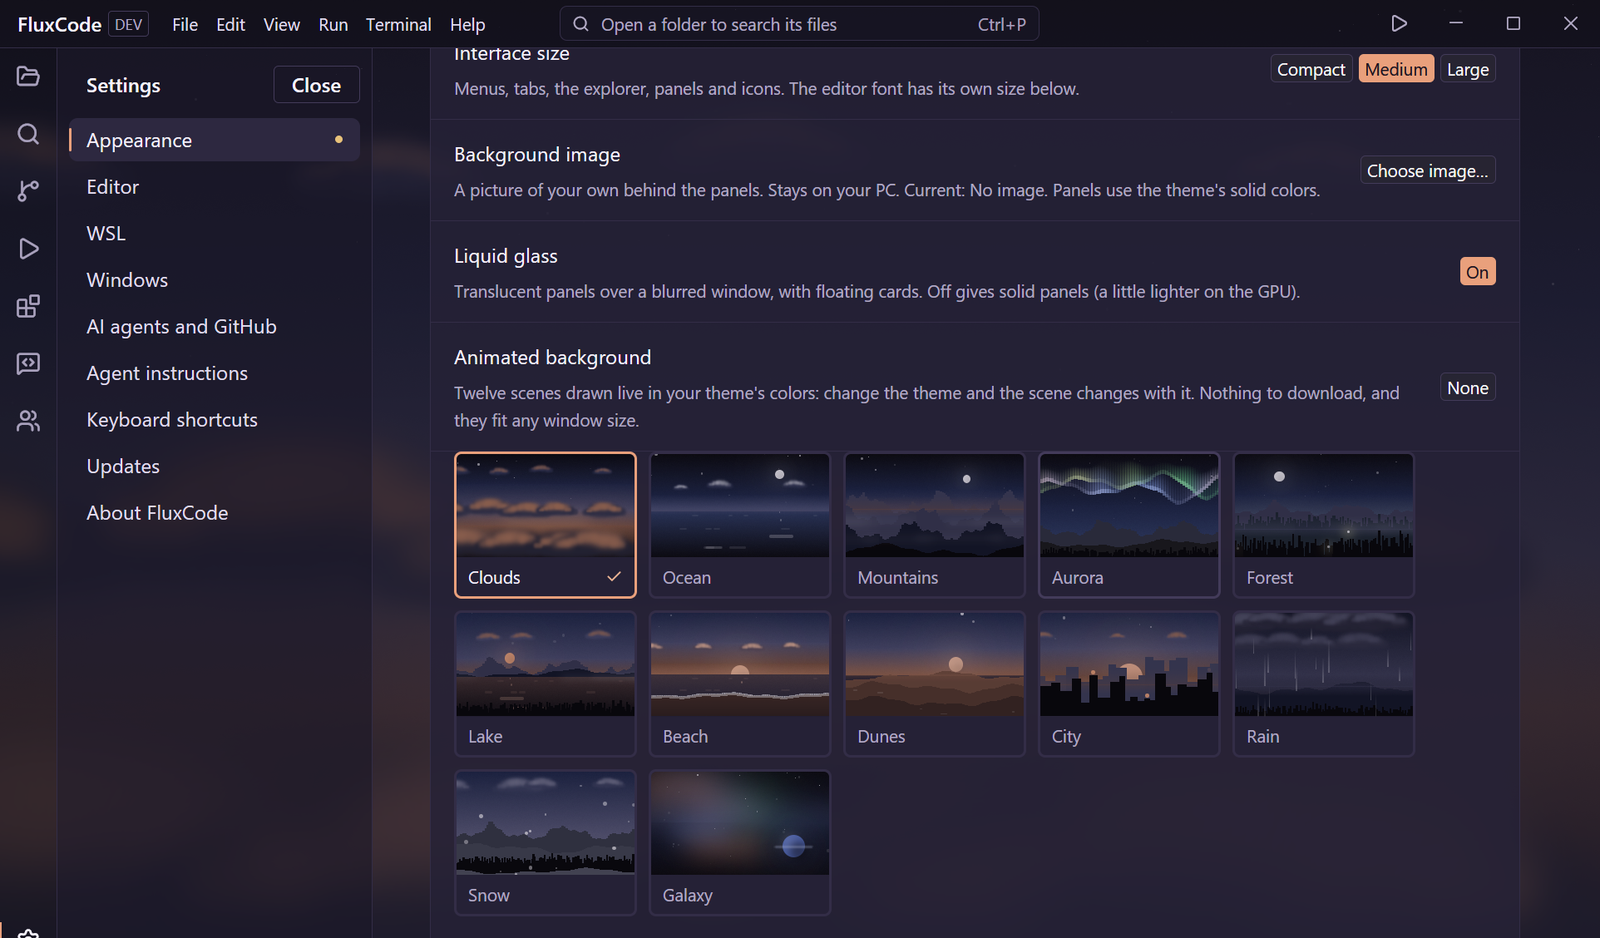 FluxCode DEV File Edit View Run Terminal Help Open a folder to search its files Ctrl+P
Settings Close
Appearance
Editor
WSL
Windows
AI agents and GitHub
Agent instructions
Keyboard shortcuts
Updates
About FluxCode
Interface size
Menus, tabs, the explorer, panels and icons. The editor font has its own size below.
Compact Medium Large
Background image
A picture of your own behind the panels. Stays on your PC. Current: No image. Panels use the theme's solid colors.
Choose image...
Liquid glass
Translucent panels over a blurred window, with floating cards. Off gives solid panels (a little lighter on the GPU).
On
Animated background
Twelve scenes drawn live in your theme's colors: change the theme and the scene changes with it. Nothing to download, and
they fit any window size.
None
Clouds Ocean Mountains Aurora Forest
Lake Beach Dunes City Rain
Snow Galaxy